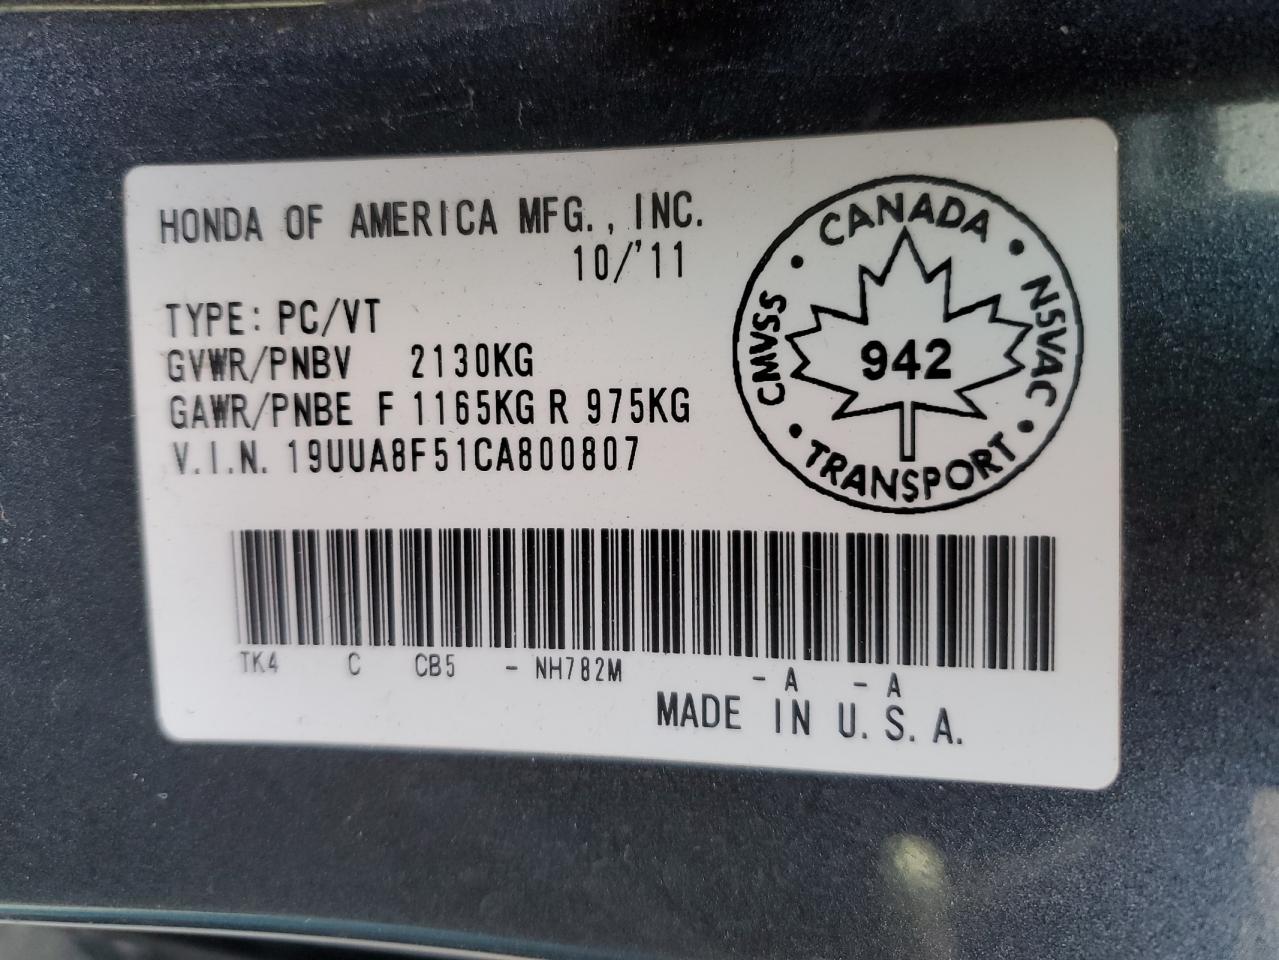 HONDA OF AMERICA MFG., INC.
10/'11
TYPE: PC/VT
GVWR/PNBV 2130KG
GAWR/PNBE F 1165KG R 975KG
V.I.N. 19UUA8F51CA800807
CANADA
CMVSS • • NSVAC
942
• TRANSPORT •
TK4 C CB5 - NH782M - A - A
MADE IN U.S.A.